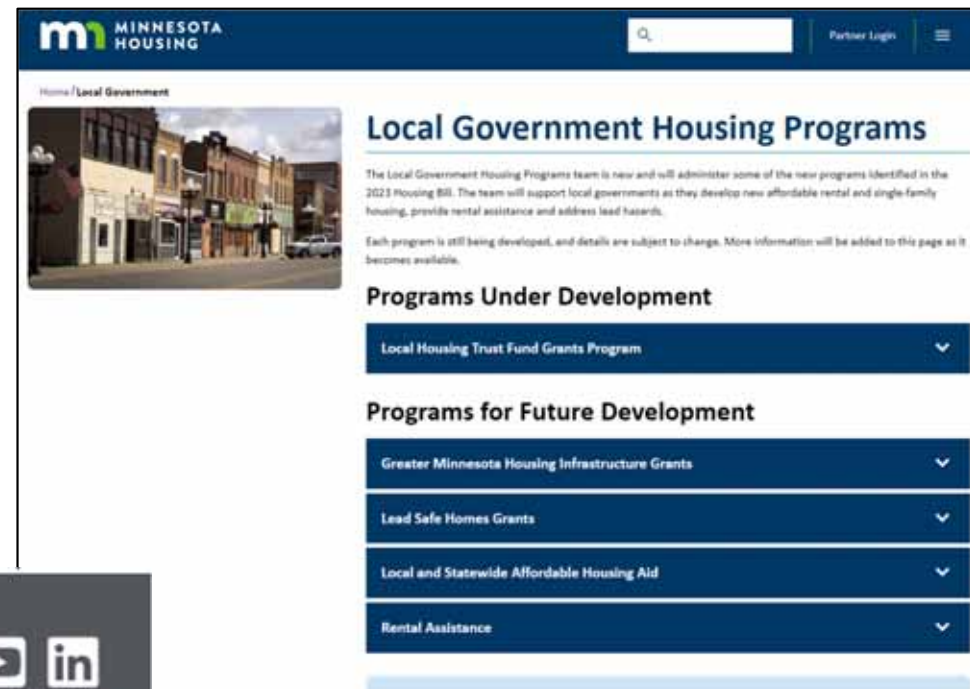 MINNESOTA
HOUSING
Partner Login
Home / Local Government
Local Government Housing Programs
The Local Government Housing Programs team is new and will administer some of the new programs identified in the
2023 Housing Bill. The team will support local governments as they develop new affordable rental and single-family
housing, provide rental assistance and address lead hazards.
Each program is still being developed, and details are subject to change. More information will be added to this page as it
becomes available.
Programs Under Development
Local Housing Trust Fund Grants Program
Programs for Future Development
Greater Minnesota Housing Infrastructure Grants
Lead Safe Homes Grants
Local and Statewide Affordable Housing Aid
Rental Assistance
in